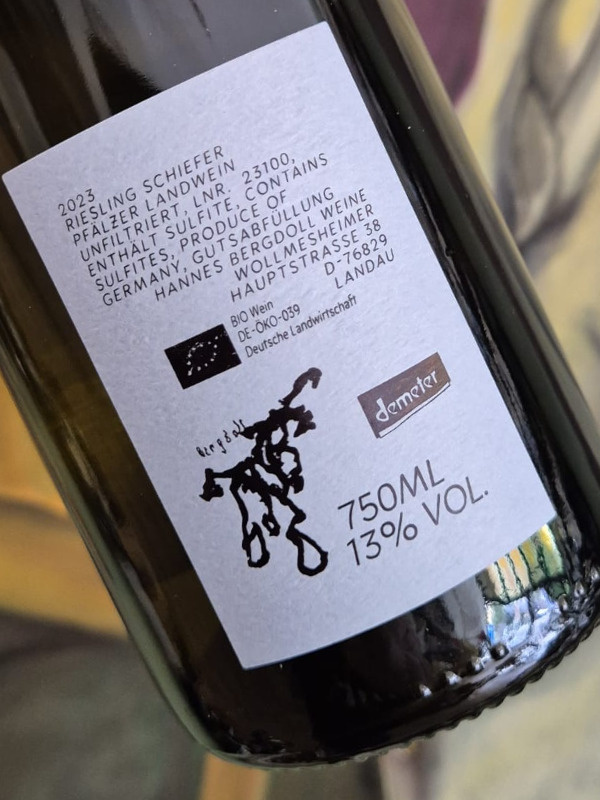 2023
RIESLING SCHIEFER
PFÄLZER LANDWEIN
UNFILTRIERT, LNR. 23100,
ENTHÄLT SULFITE, CONTAINS
SULFITES, PRODUCE OF
GERMANY, GUTSABFÜLLUNG
HANNES BERGDOLL WEINE
WOLLMESHEIMER
HAUPTSTRASSE 38
D-76829
LANDAU
BIO Wein
DE-ÖKO-039
Deutsche Landwirtschaft
Bergdolt
demeter
750ML
13% VOL.